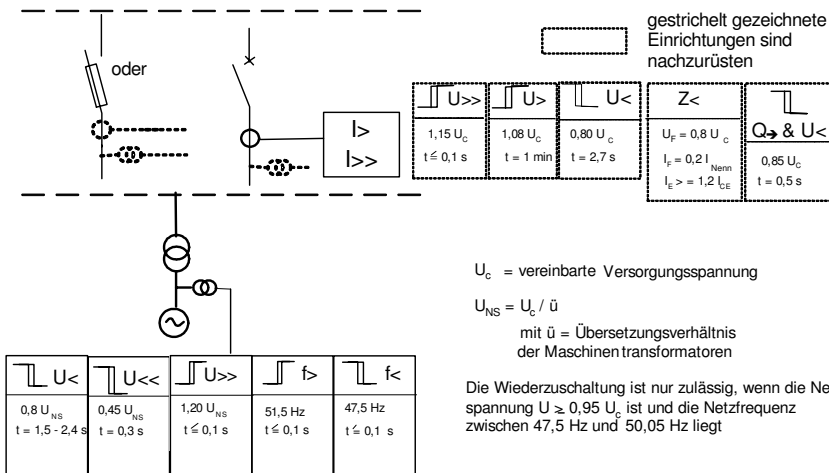 gestrichelt gezeichnete
Einrichtungen sind
nachzurüsten
oder
I>
I>>
U>>
1,15 U_C
t ≦ 0,1 s
U>
1,08 U_C
t = 1 min
U<
0,80 U_C
t = 2,7 s
Z<
U_F = 0,8 U_C
I_F = 0,2 I_Nenn
I_E > = 1,2 I_CE
Q→ & U<
0,85 U_C
t = 0,5 s
U_c = vereinbarte Versorgungsspannung
U_NS = U_c / ü
mit ü = Übersetzungsverhältnis
der Maschinentransformatoren
U<
0,8 U_NS
t = 1,5 - 2,4 s
U<<
0,45 U_NS
t = 0,3 s
U>>
1,20 U_NS
t ≦ 0,1 s
f>
51,5 Hz
t ≦ 0,1 s
f<
47,5 Hz
t ≦ 0,1 s
Die Wiederzuschaltung ist nur zulässig, wenn die Ne
spannung U ≥ 0,95 U_c ist und die Netzfrequenz
zwischen 47,5 Hz und 50,05 Hz liegt